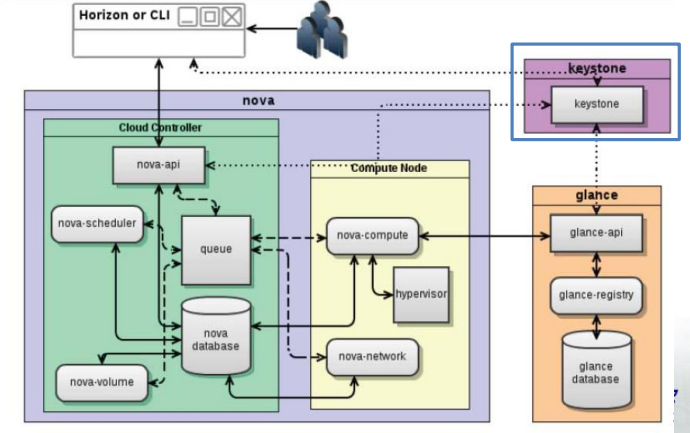 Horizon or CLI
keystone
keystone
nova
Cloud Controller
nova-api
Compute Node
glance
nova-scheduler
queue
nova-compute
glance-api
hypervisor
glance-registry
nova
database
nova-network
glance
database
nova-volume